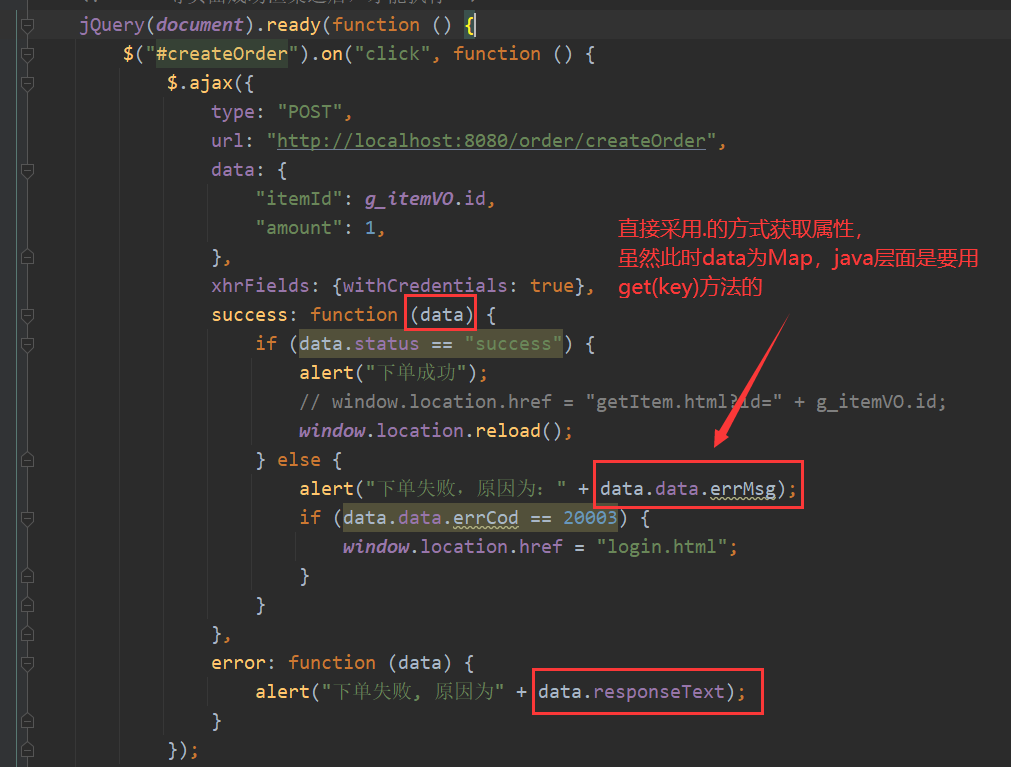 jQuery(document).ready(function () {
$("#createOrder").on("click", function () {
$.ajax({
type: "POST",
url: "http://localhost:8080/order/createOrder",
data: {
"itemId": g_itemVO.id,
"amount": 1,
},
xhrFields: {withCredentials: true},
success: function (data) {
if (data.status == "success") {
alert("下单成功");
// window.location.href = "getItem.html?id=" + g_itemVO.id;
window.location.reload();
} else {
alert("下单失败，原因为：" + data.data.errMsg);
if (data.data.errCod == 20003) {
window.location.href = "login.html";
}
}
},
error: function (data) {
alert("下单失败, 原因为" + data.responseText);
}
});
直接采用.的方式获取属性，
虽然此时data为Map，java层面是要用
get(key)方法的